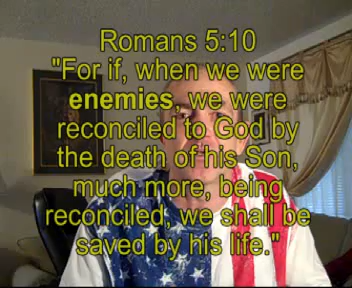 Romans 5:10
"For if, when we were
enemies, we were
reconciled to God by
the death of his Son,
much more, being
reconciled, we shall be
saved by his life."